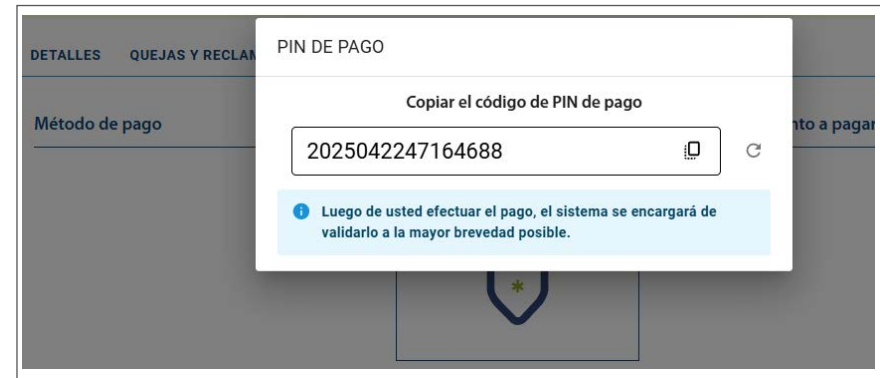 PIN DE PAGO
DETALLES QUEJAS Y RECLAM
Copiar el código de PIN de pago
Método de pago
nto a pagar
2025042247164688
Luego de usted efectuar el pago, el sistema se encargará de
validarlo a la mayor brevedad posible.